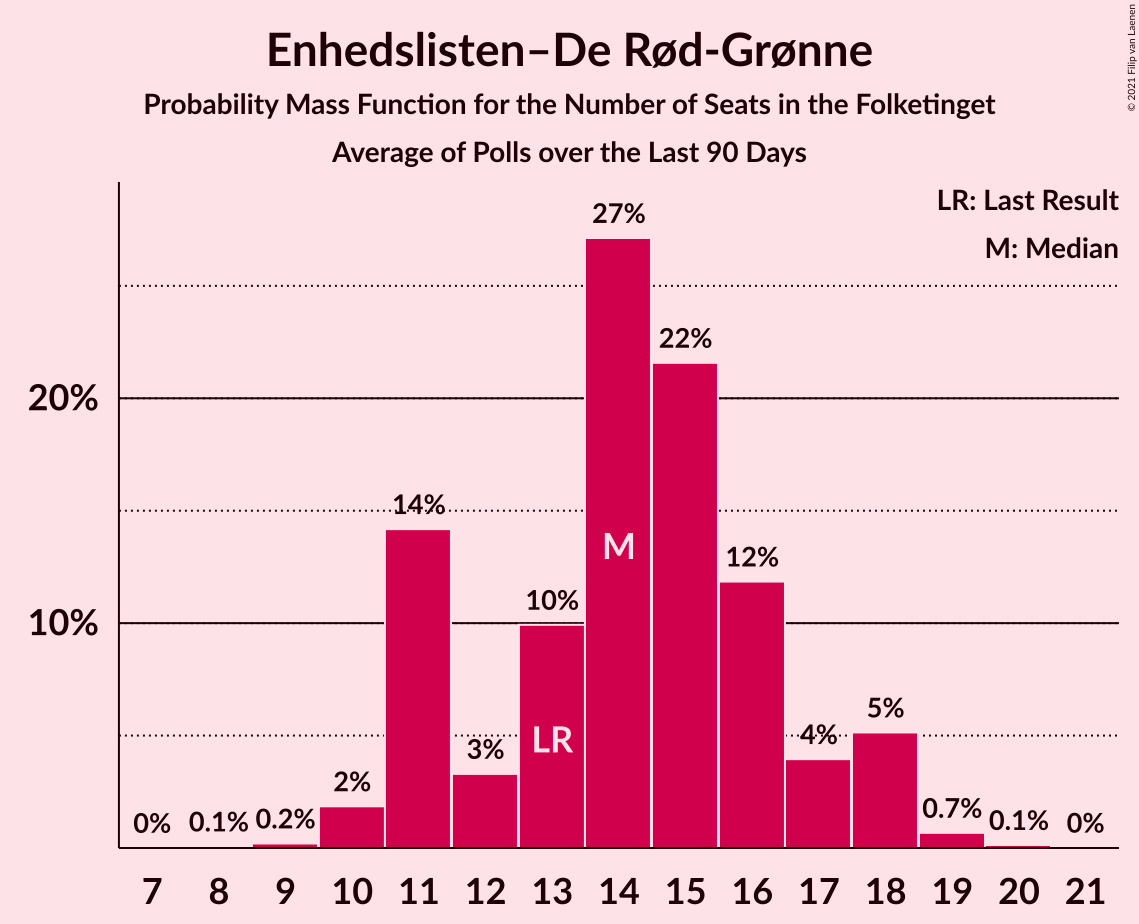 Enhedslisten–De Rød-Grønne
Probability Mass Function for the Number of Seats in the Folketinget
Average of Polls over the Last 90 Days
© 2021 Filip van Laenen
LR: Last Result
M: Median
20%
10%
0%
0.1%
0.2%
2%
14%
3%
10%
27%
22%
12%
4%
5%
0.7%
0.1%
0%
M
LR
7 8 9 10 11 12 13 14 15 16 17 18 19 20 21